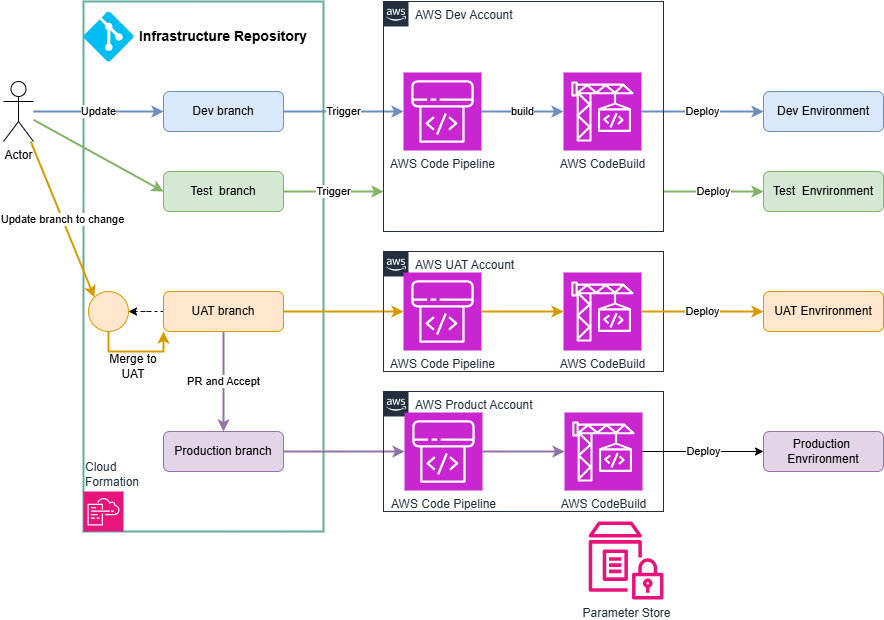 Infrastructure Repository
aws AWS Dev Account
Actor
Update
Dev branch
Trigger
</>
AWS Code Pipeline
build
</>
AWS CodeBuild
Deploy
Dev Environment
Test branch
Trigger
Deploy
Test Envrironment
Update branch to change
aws AWS UAT Account
UAT branch
Merge to
UAT
</>
AWS Code Pipeline
</>
AWS CodeBuild
Deploy
UAT Envrironment
PR and Accept
aws AWS Product Account
Production branch
</>
AWS Code Pipeline
</>
AWS CodeBuild
Deploy
Production
Envrironment
Cloud
Formation
Parameter Store